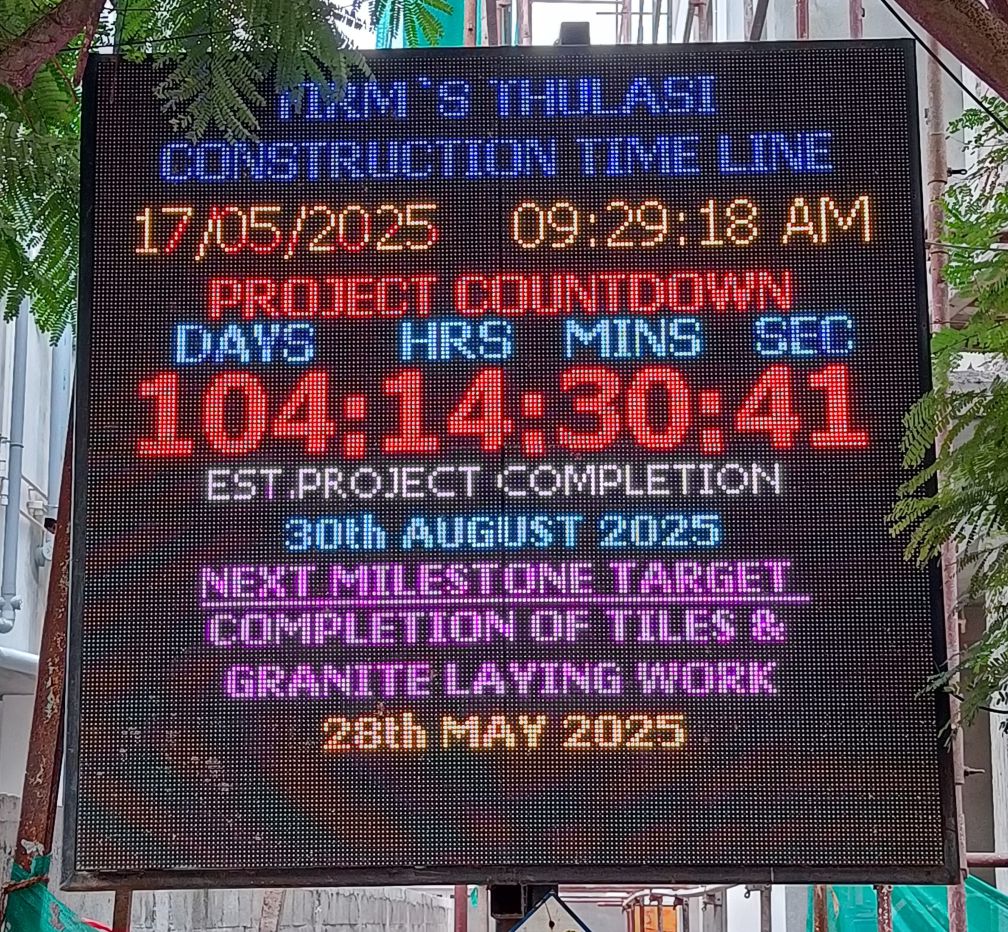 FIRM`S THULASI
CONSTRUCTION TIME LINE
17/05/2025 09:29:18 AM
PROJECT COUNTDOWN
DAYS HRS MINS SEC
104:14:30:41
EST.PROJECT COMPLETION
30th AUGUST 2025
NEXT MILESTONE TARGET
COMPLETION OF TILES &
GRANITE LAYING WORK
28th MAY 2025